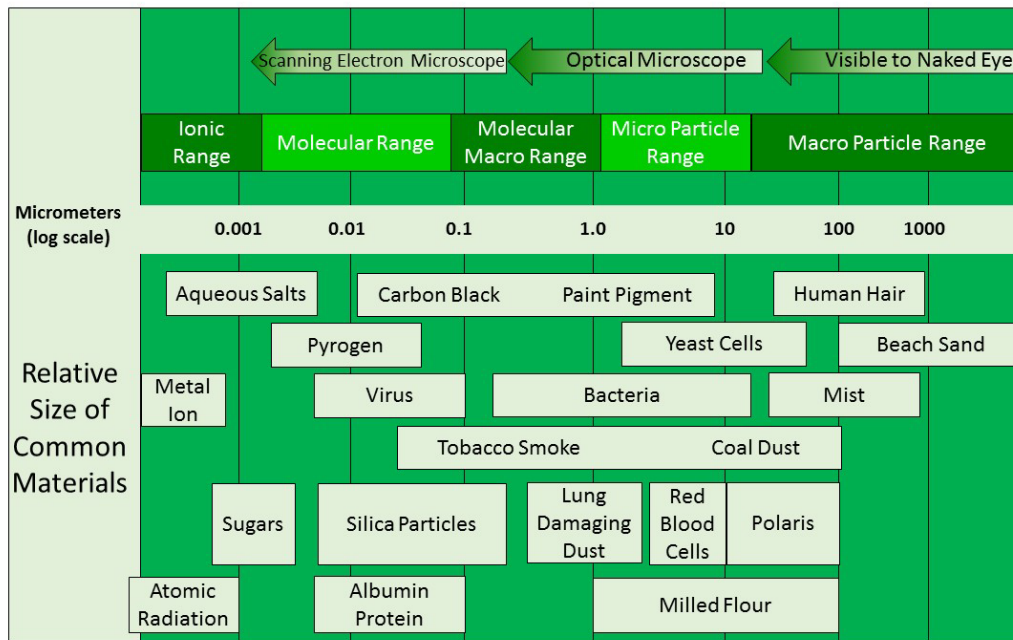 Scanning Electron Microscope
Optical Microscope
Visible to Naked Eye
Ionic
Range
Molecular Range
Molecular
Macro Range
Micro Particle
Range
Macro Particle Range
Micrometers
(log scale)
0.001
0.01
0.1
1.0
10
100
1000
Relative
Size of
Common
Materials
Aqueous Salts
Carbon Black
Paint Pigment
Human Hair
Pyrogen
Yeast Cells
Beach Sand
Metal
Ion
Virus
Bacteria
Mist
Tobacco Smoke
Coal Dust
Sugars
Silica Particles
Lung
Damaging
Dust
Red
Blood
Cells
Polaris
Atomic
Radiation
Albumin
Protein
Milled Flour